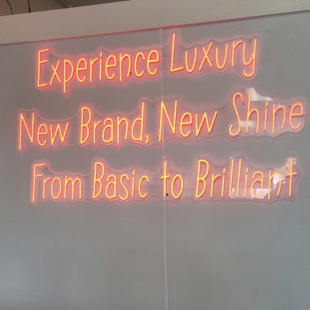 Experience Luxury
New Brand, New Shine
From Basic to Brilliant